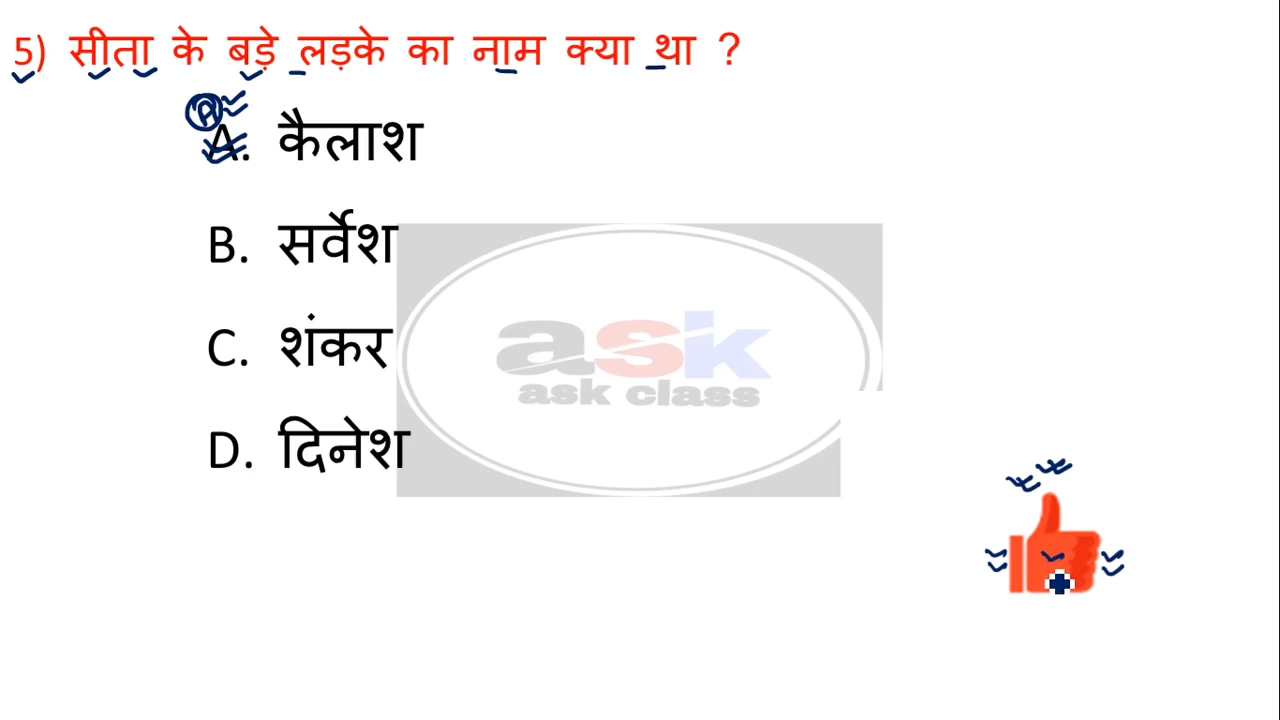 5) सीता के बड़े लड़के का नाम क्या था ?
A
A. कैलाश
B. सर्वेश
C. शंकर
D. दिनेश
ask
ask class